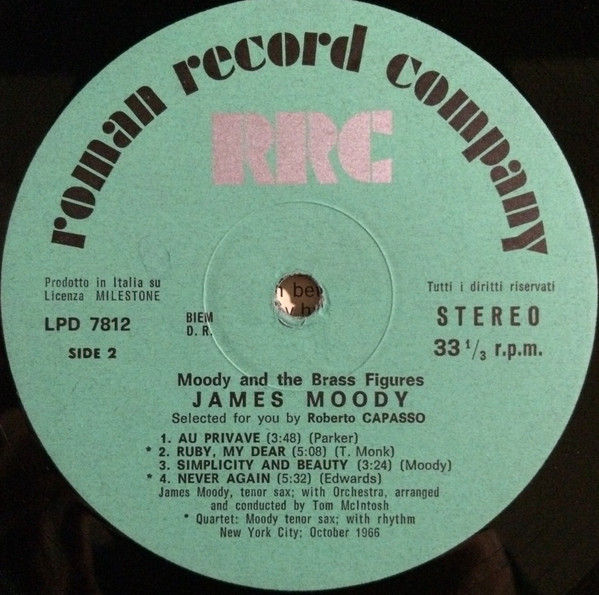 roman record company
RRC
Prodotto in Italia su
Licenza MILESTONE
Tutti i diritti riservati
LPD 7812
BIEM
D. R.
STEREO
SIDE 2
33 1/3 r.p.m.
Moody and the Brass Figures
JAMES MOODY
Selected for you by Roberto CAPASSO
1. AU PRIVAVE (3:48) (Parker)
* 2. RUBY, MY DEAR (5:08) (T. Monk)
3. SIMPLICITY AND BEAUTY (3:24) (Moody)
* 4. NEVER AGAIN (5:32) (Edwards)
James Moody, tenor sax; with Orchestra, arranged
and conducted by Tom McIntosh
* Quartet: Moody tenor sax; with rhythm
New York City; October 1966